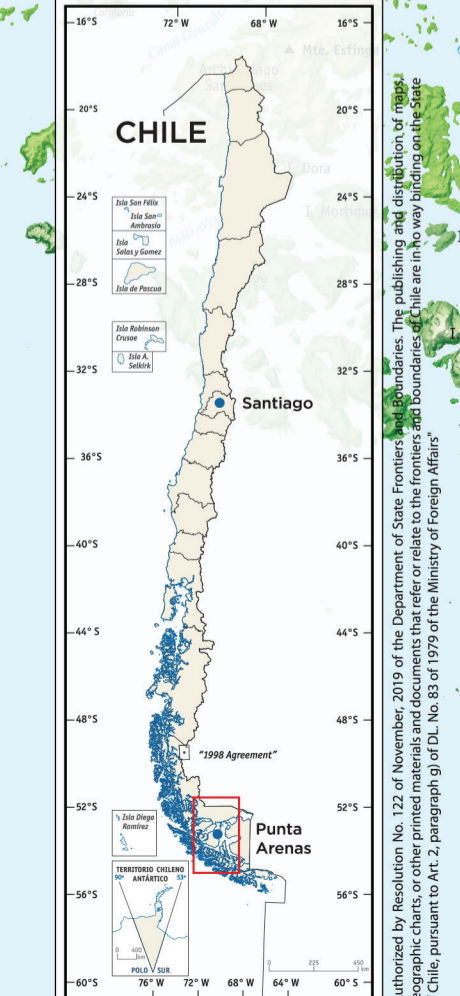 72°W
68°W
16°S
16°S
Mte. Esfinge
CHILE
20°S
20°S
I. Dora
24°S
24°S
Isla San Félix
Isla San
Ambrosio
Isla
Salas y Gomez
Isla de Pascua
28°S
28°S
Isla Robinson
Crusoe
Isla A.
Selkirk
32°S
32°S
Santiago
36°S
36°S
40°S
40°S
44°S
44°S
48°S
48°S
"1998 Agreement"
52°S
52°S
Isla Diego
Ramírez
Punta
Arenas
TERRITORIO CHILENO
ANTÁRTICO
90°
53°
0 400
km
POLO SUR
56°S
56°S
0 225 450
km
60°S
60°S
76°W
72°W
68°W
64°W
uthorized by Resolution No. 122 of November, 2019 of the Department of State Frontiers and Boundaries. The publishing and distribution of maps,
eographic charts, or other printed materials and documents that refer or relate to the frontiers and boundaries of Chile are in no way binding on the State
Chile, pursuant to Art. 2, paragraph g) of DL. No. 83 of 1979 of the Ministry of Foreign Affairs"